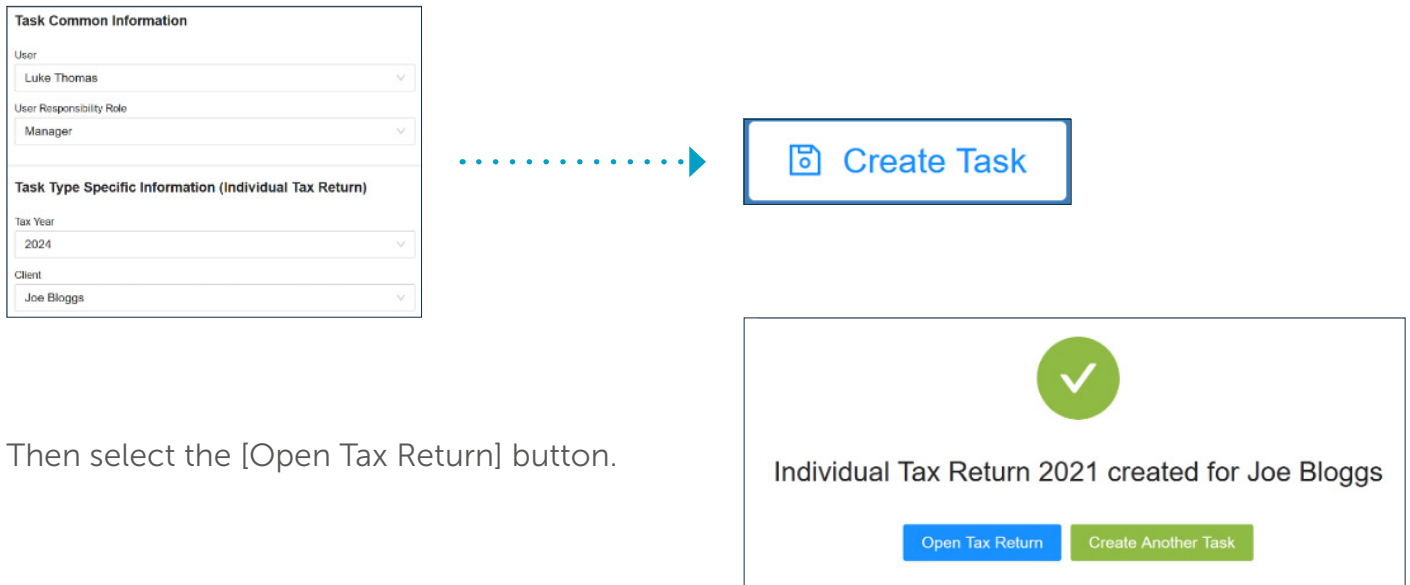 Task Common Information
User
Luke Thomas
User Responsibility Role
Manager
Task Type Specific Information (Individual Tax Return)
Tax Year
2024
Client
Joe Bloggs
Create Task
Then select the [Open Tax Return] button.
Individual Tax Return 2021 created for Joe Bloggs
Open Tax Return
Create Another Task